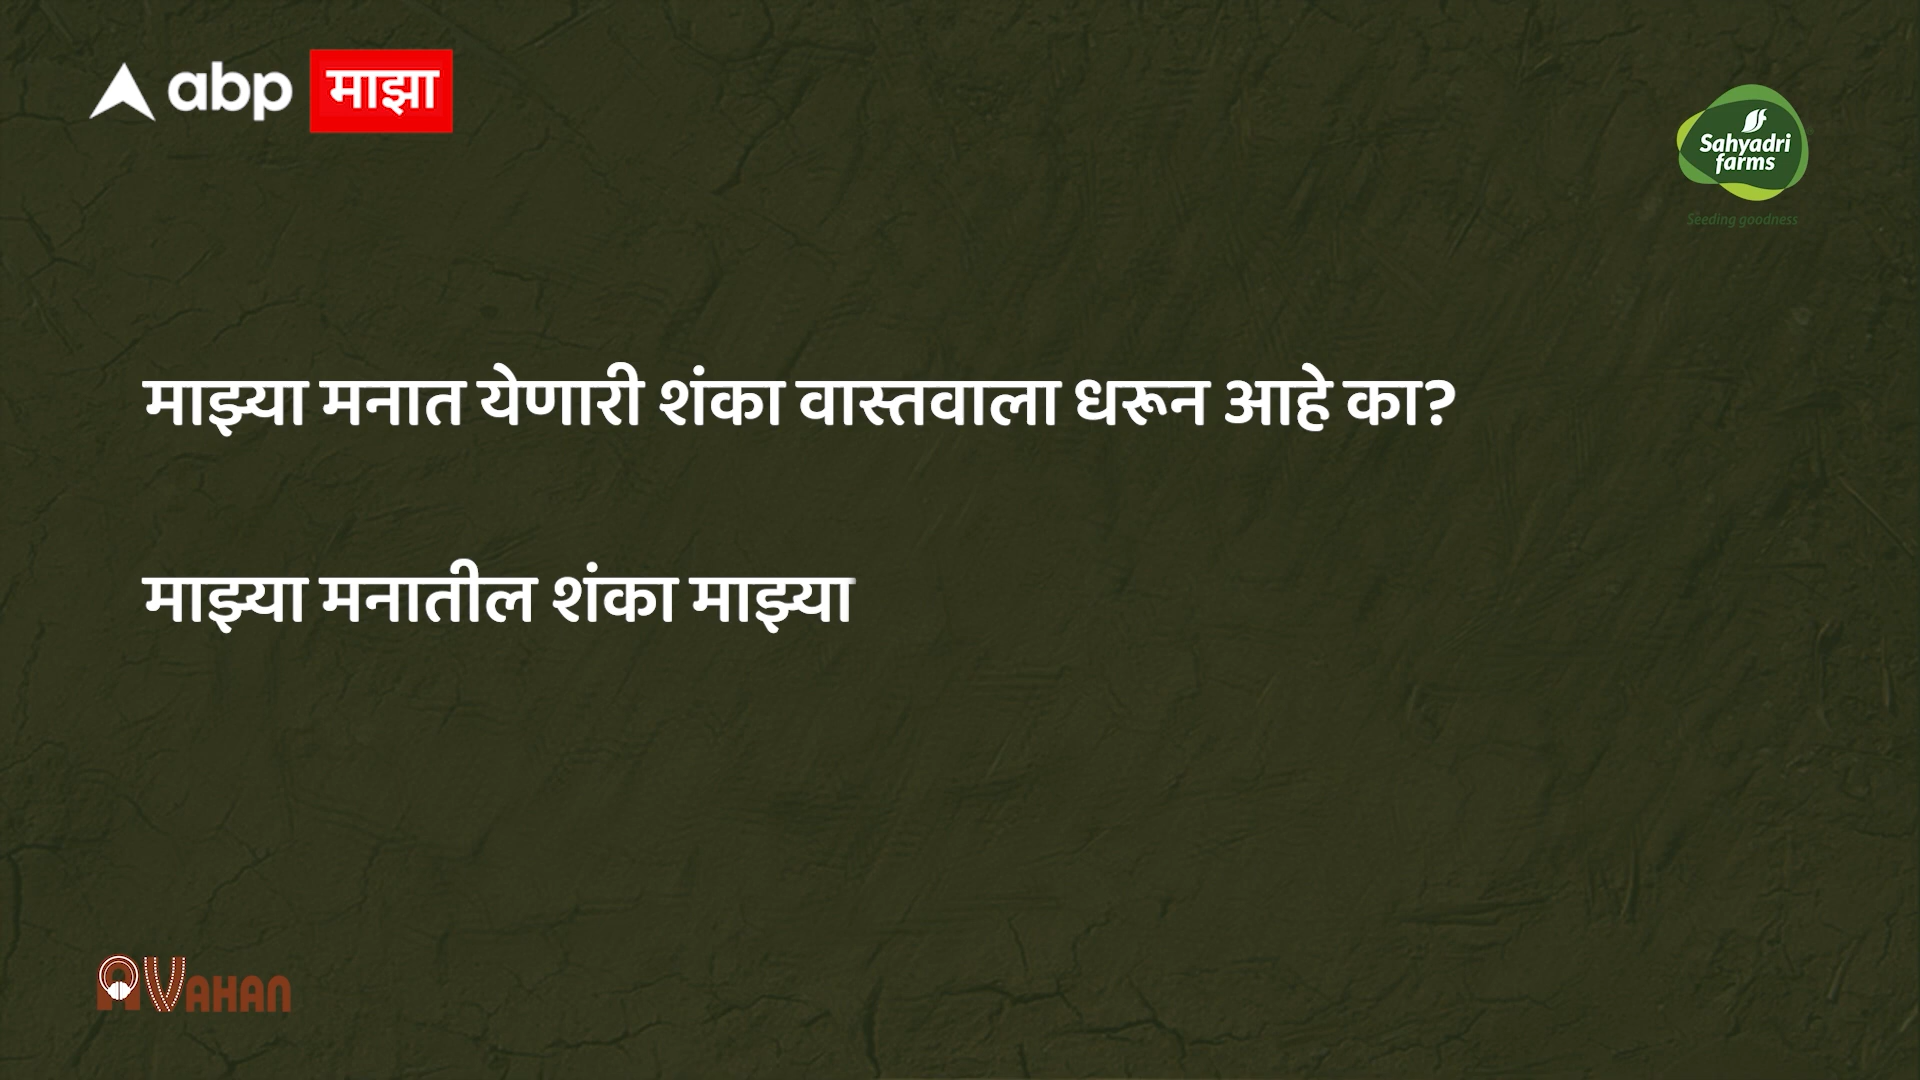 abp माझा
Sahyadri
farms
Seeding goodness
माझ्या मनात येणारी शंका वास्तवाला धरून आहे का?
माझ्या मनातील शंका माझ्या
AVAHAN